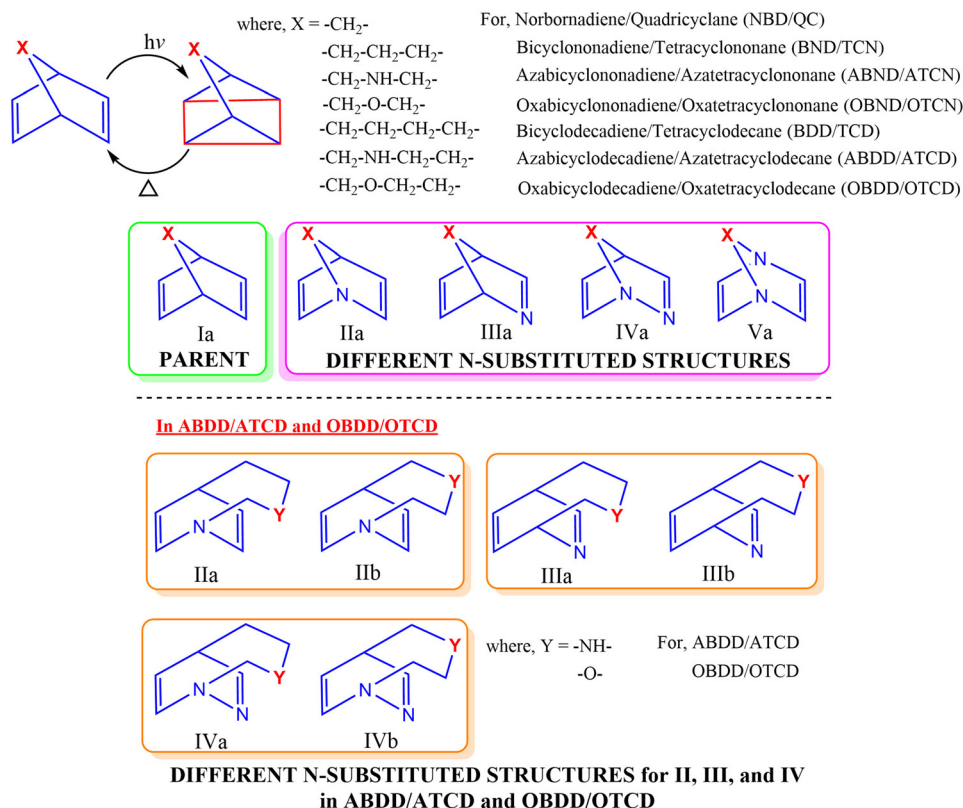 where, X = -CH₂-
For, Norbornadiene/Quadricyclane (NBD/QC)
-CH₂-CH₂-CH₂-
Bicyclononadiene/Tetracyclononane (BND/TCN)
-CH₂-NH-CH₂-
Azabicyclononadiene/Azatetracyclononane (ABND/ATCN)
-CH₂-O-CH₂-
Oxabicyclononadiene/Oxatetracyclononane (OBND/OTCN)
-CH₂-CH₂-CH₂-CH₂-
Bicyclodecadiene/Tetracyclodecane (BDD/TCD)
-CH₂-NH-CH₂-CH₂-
Azabicyclodecadiene/Azatetracyclodecane (ABDD/ATCD)
-CH₂-O-CH₂-CH₂-
Oxabicyclodecadiene/Oxatetracyclodecane (OBDD/OTCD)
X
hν
X
△
X
X
N
X
N
X
N
N
X
N
N
Ia
IIa
IIIa
IVa
Va
PARENT
DIFFERENT N-SUBSTITUTED STRUCTURES
In ABDD/ATCD and OBDD/OTCD
N
Y
N
Y
Y
N
Y
N
IIa
IIb
IIIa
IIIb
N
Y
N
N
Y
N
IVa
IVb
where, Y = -NH-
For, ABDD/ATCD
-O-
OBDD/OTCD
DIFFERENT N-SUBSTITUTED STRUCTURES for II, III, and IV
in ABDD/ATCD and OBDD/OTCD